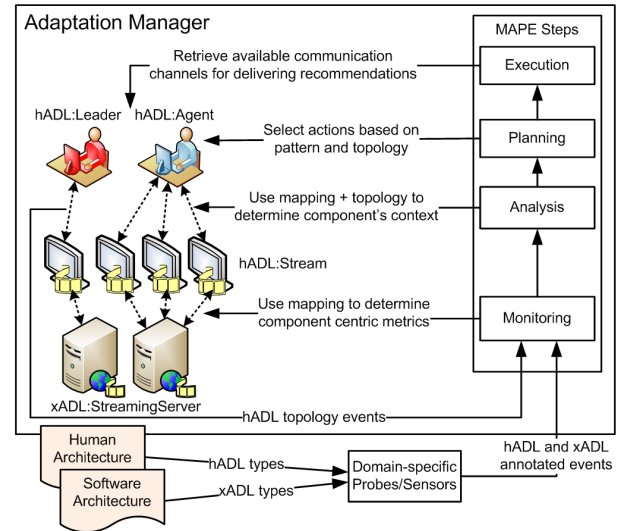 Adaptation Manager
MAPE Steps
Retrieve available communication
channels for delivering recommendations
Execution
hADL:Leader
hADL:Agent
Select actions based on
pattern and topology
Planning
Use mapping + topology to
determine component's context
Analysis
hADL:Stream
Use mapping to determine
component centric metrics
Monitoring
xADL:StreamingServer
hADL topology events
Human
Architecture
hADL types
Software
Architecture
xADL types
Domain-specific
Probes/Sensors
hADL and xADL
annotated events